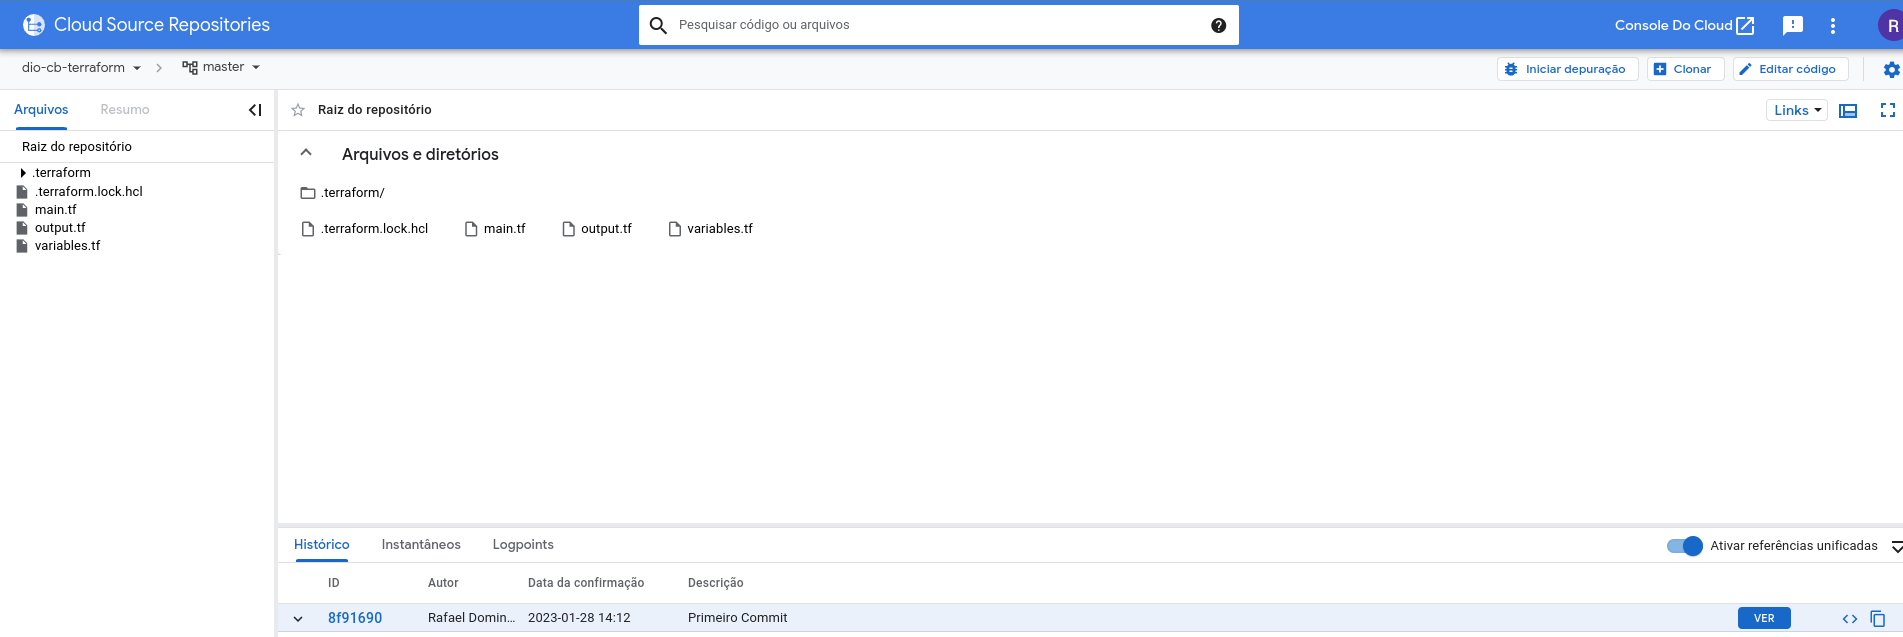 Cloud Source Repositories
Pesquisar código ou arquivos
Console Do Cloud
R
dio-cb-terraform
master
Iniciar depuração
Clonar
Editar código
Arquivos
Resumo
Raiz do repositório
.terraform
.terraform.lock.hcl
main.tf
output.tf
variables.tf
Raiz do repositório
Links
Arquivos e diretórios
.terraform/
.terraform.lock.hcl main.tf output.tf variables.tf
Histórico Instantâneos Logpoints
Ativar referências unificadas
ID Autor Data da confirmação Descrição
8f91690 Rafael Domin... 2023-01-28 14:12 Primeiro Commit VER